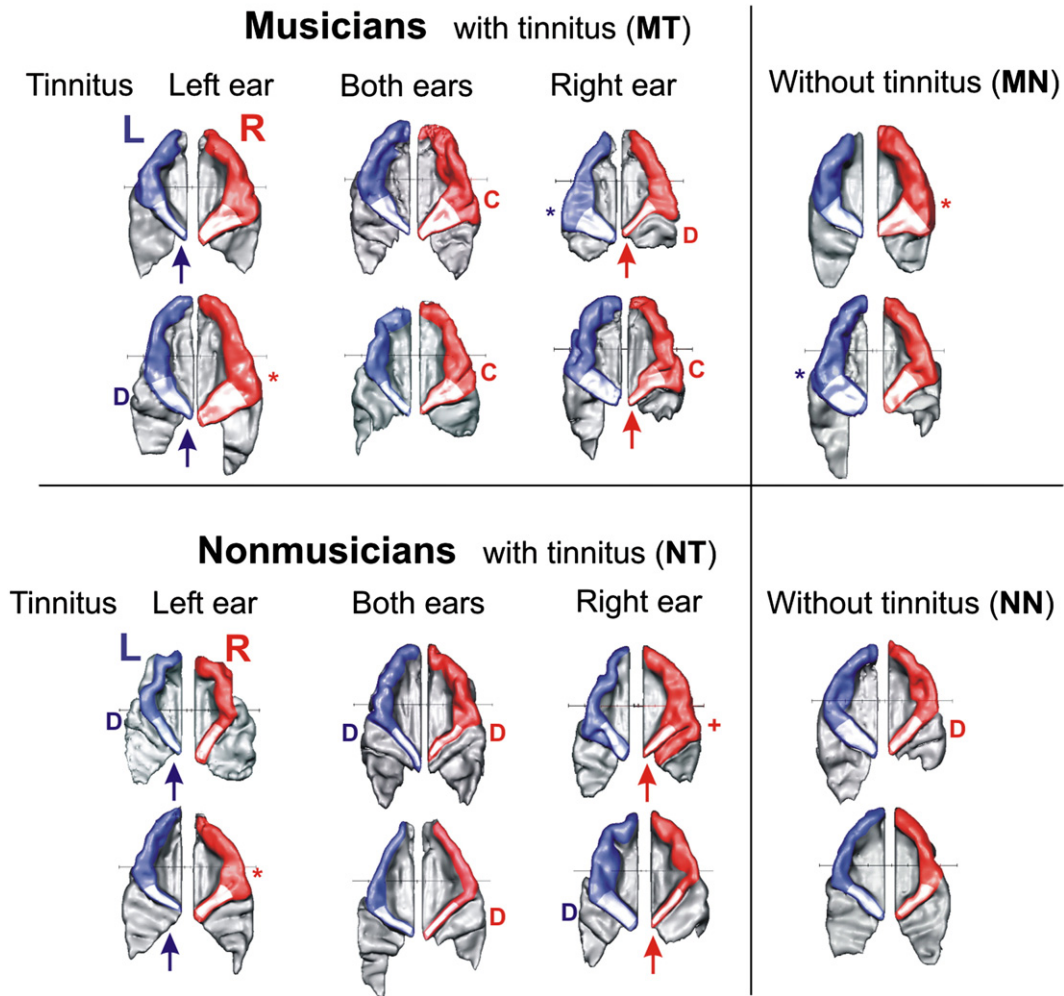 Musicians with tinnitus (MT)
Tinnitus Left ear Both ears Right ear Without tinnitus (MN)
L R
C
* D *
D * C C *
Nonmusicians with tinnitus (NT)
Tinnitus Left ear Both ears Right ear Without tinnitus (NN)
L R
D D D + D
* D D